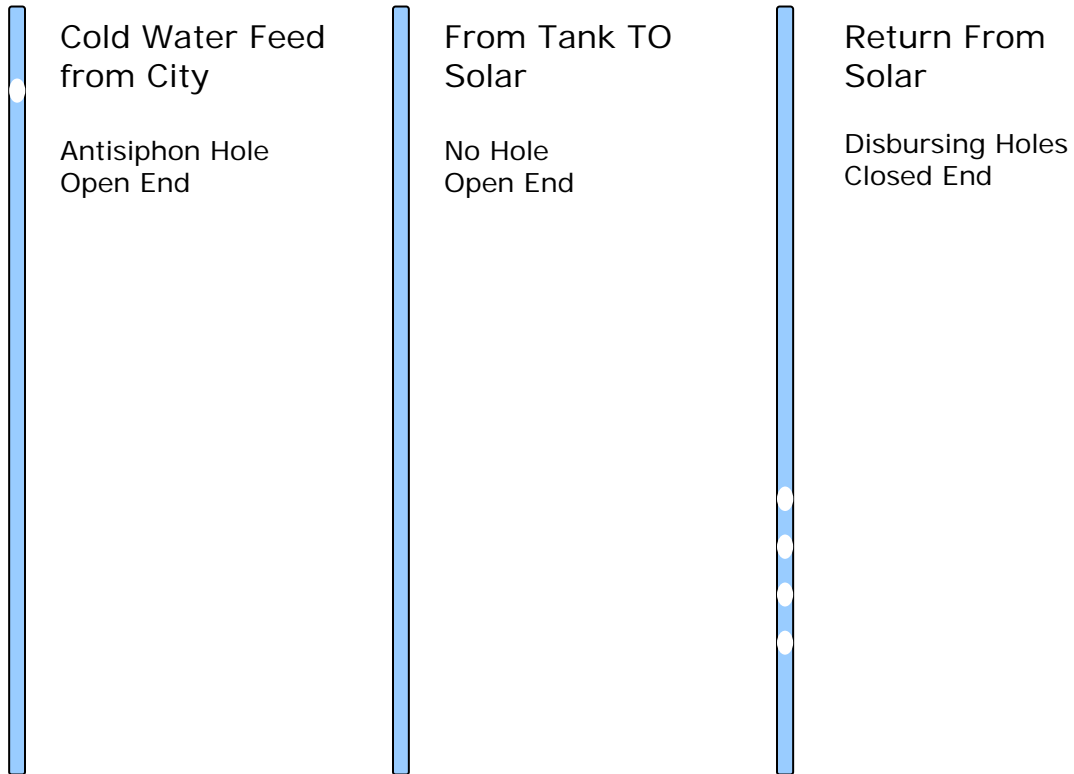 Cold Water Feed
from City
Antisiphon Hole
Open End
From Tank TO
Solar
No Hole
Open End
Return From
Solar
Disbursing Holes
Closed End